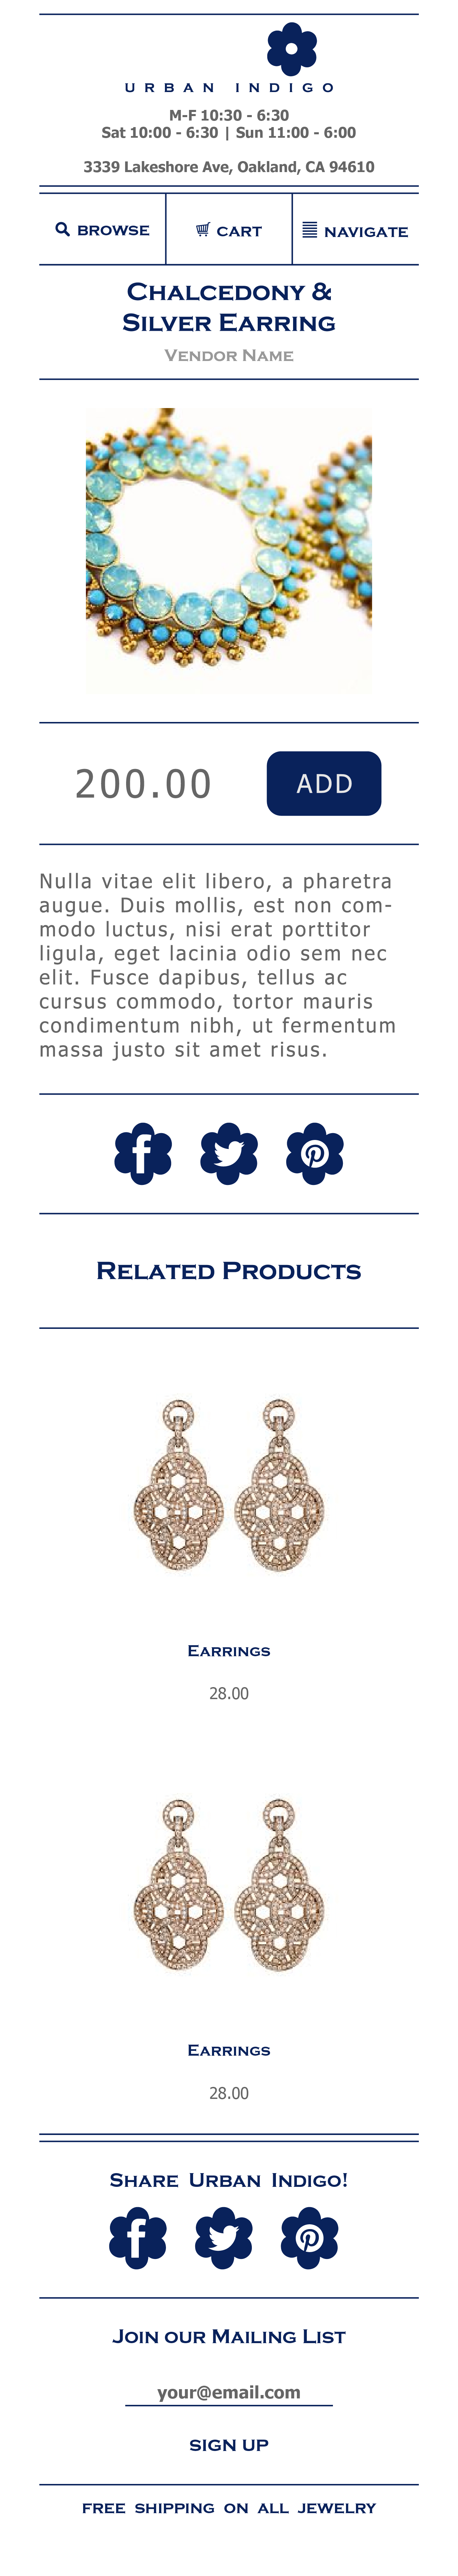 URBAN INDIGO
M-F 10:30 - 6:30
Sat 10:00 - 6:30 | Sun 11:00 - 6:00
3339 Lakeshore Ave, Oakland, CA 94610
BROWSE
CART
NAVIGATE
CHALCEDONY &
SILVER EARRING
VENDOR NAME
200.00
ADD
Nulla vitae elit libero, a pharetra
augue. Duis mollis, est non com-
modo luctus, nisi erat porttitor
ligula, eget lacinia odio sem nec
elit. Fusce dapibus, tellus ac
cursus commodo, tortor mauris
condimentum nibh, ut fermentum
massa justo sit amet risus.
RELATED PRODUCTS
EARRINGS
28.00
EARRINGS
28.00
SHARE URBAN INDIGO!
JOIN OUR MAILING LIST
your@email.com
SIGN UP
FREE SHIPPING ON ALL JEWELRY